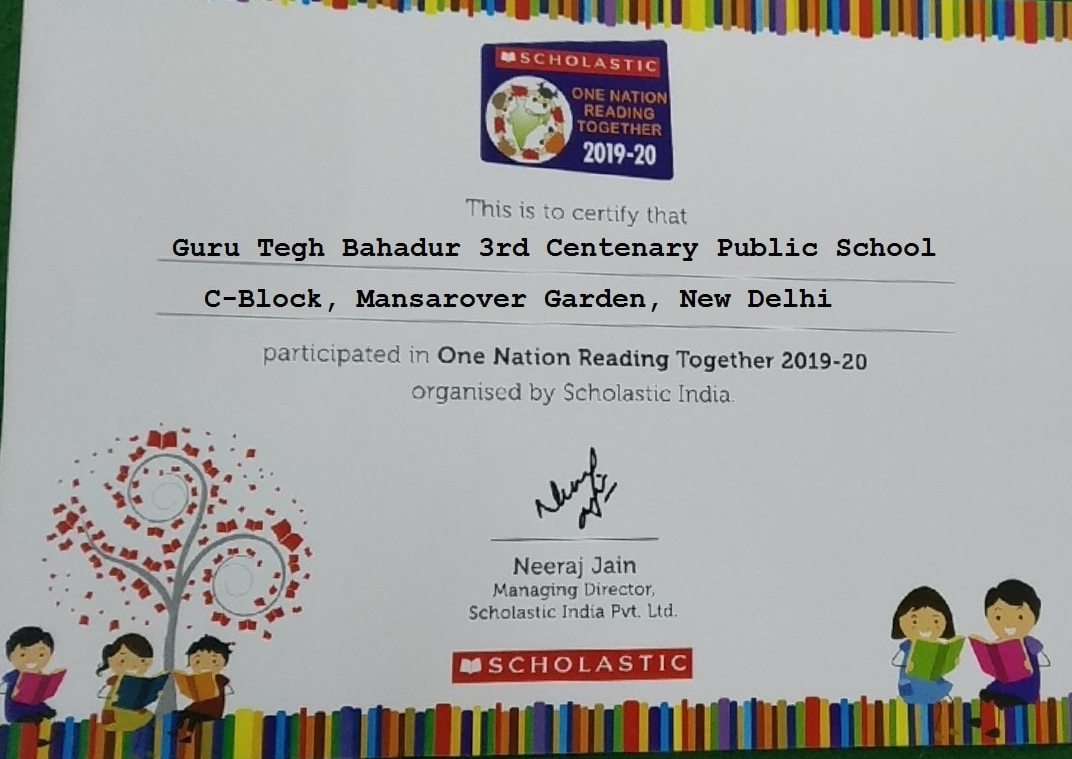 SCHOLASTIC
ONE NATION
READING
TOGETHER
2019-20
This is to certify that
Guru Tegh Bahadur 3rd Centenary Public School
C-Block, Mansarover Garden, New Delhi
participated in One Nation Reading Together 2019-20
organised by Scholastic India.
Neeraj Jain
Managing Director,
Scholastic India Pvt. Ltd.
SCHOLASTIC